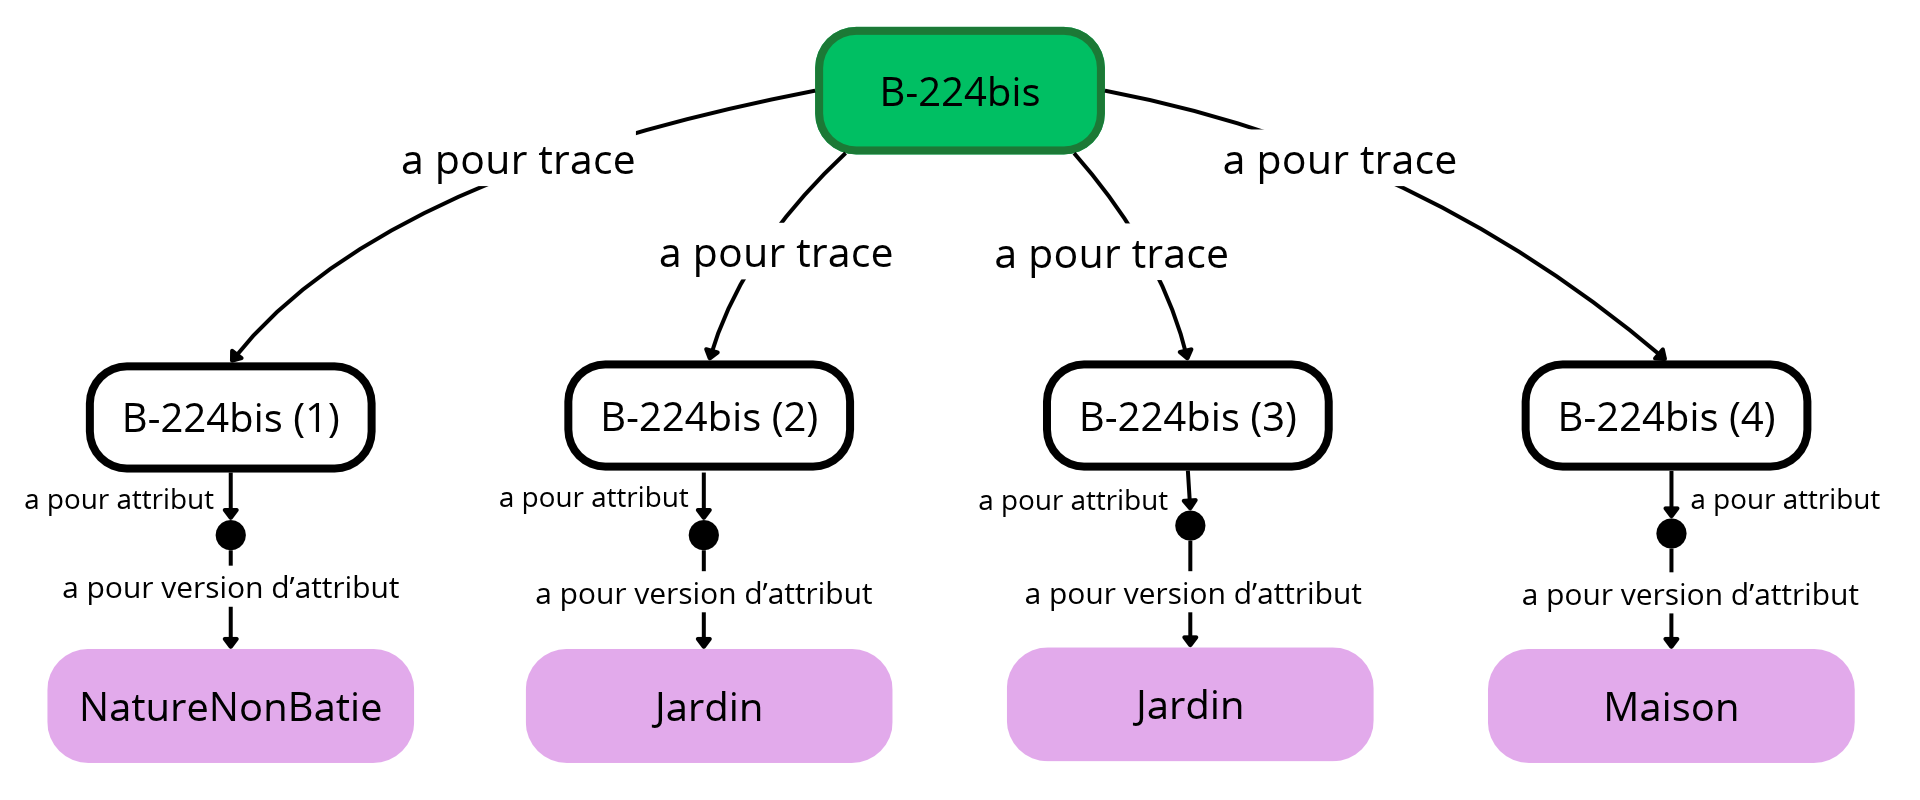 B-224bis
a pour trace
a pour trace
a pour trace
a pour trace
B-224bis (1)
B-224bis (2)
B-224bis (3)
B-224bis (4)
a pour attribut
a pour attribut
a pour attribut
a pour attribut
a pour version d’attribut
a pour version d’attribut
a pour version d’attribut
a pour version d’attribut
NatureNonBatie
Jardin
Jardin
Maison